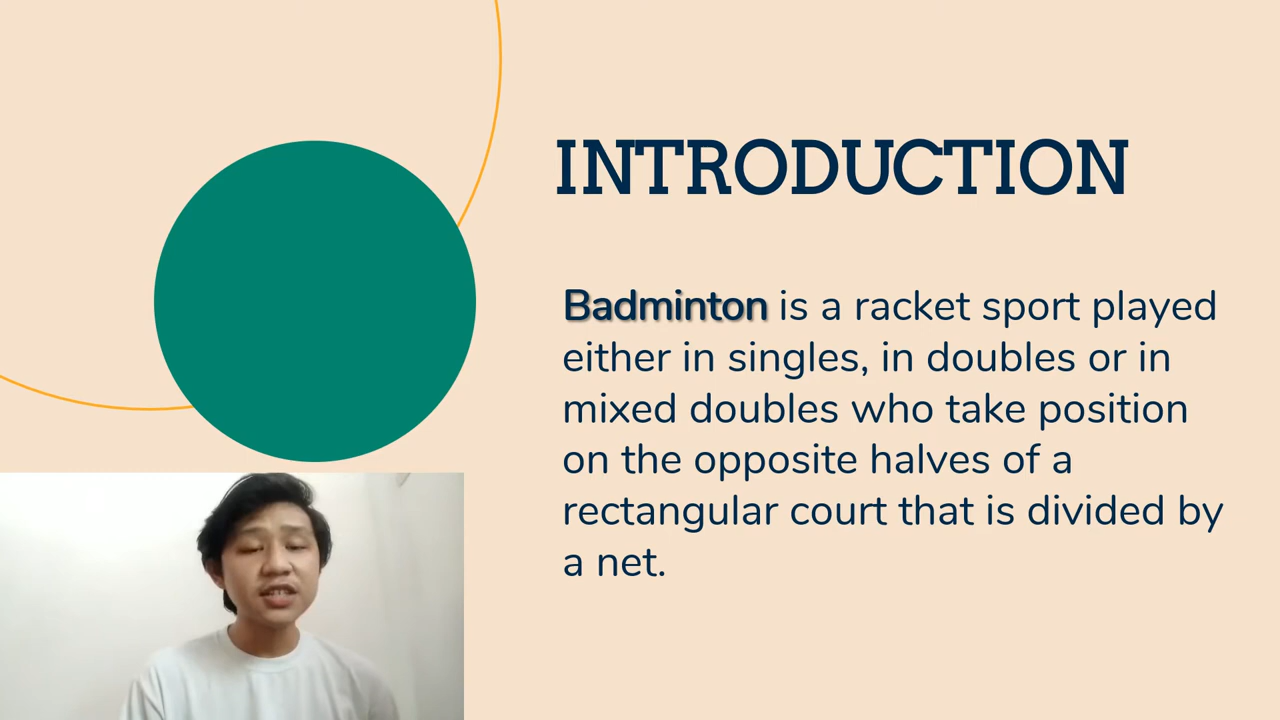 INTRODUCTION
Badminton is a racket sport played
either in singles, in doubles or in
mixed doubles who take position
on the opposite halves of a
rectangular court that is divided by
a net.